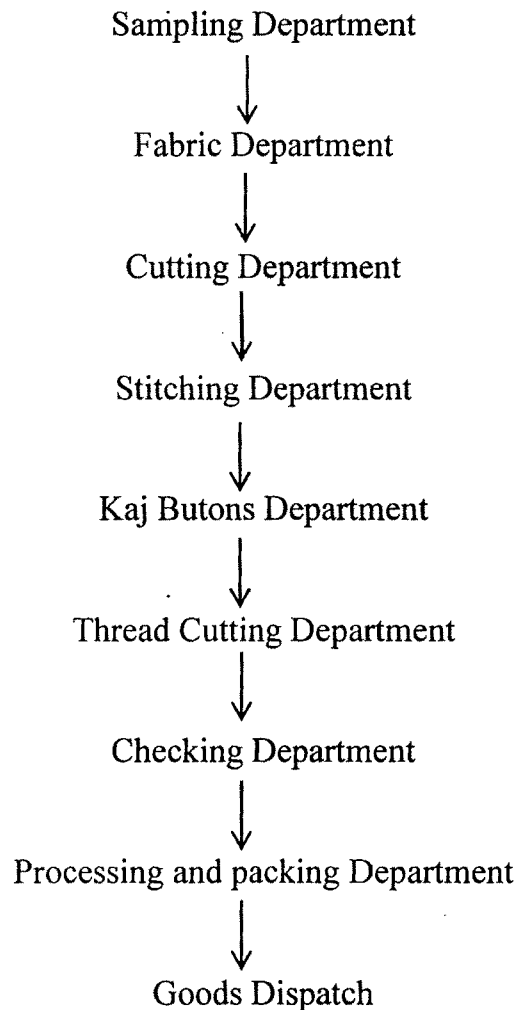 Sampling Department
Fabric Department
Cutting Department
Stitching Department
Kaj Butons Department
Thread Cutting Department
Checking Department
Processing and packing Department
Goods Dispatch